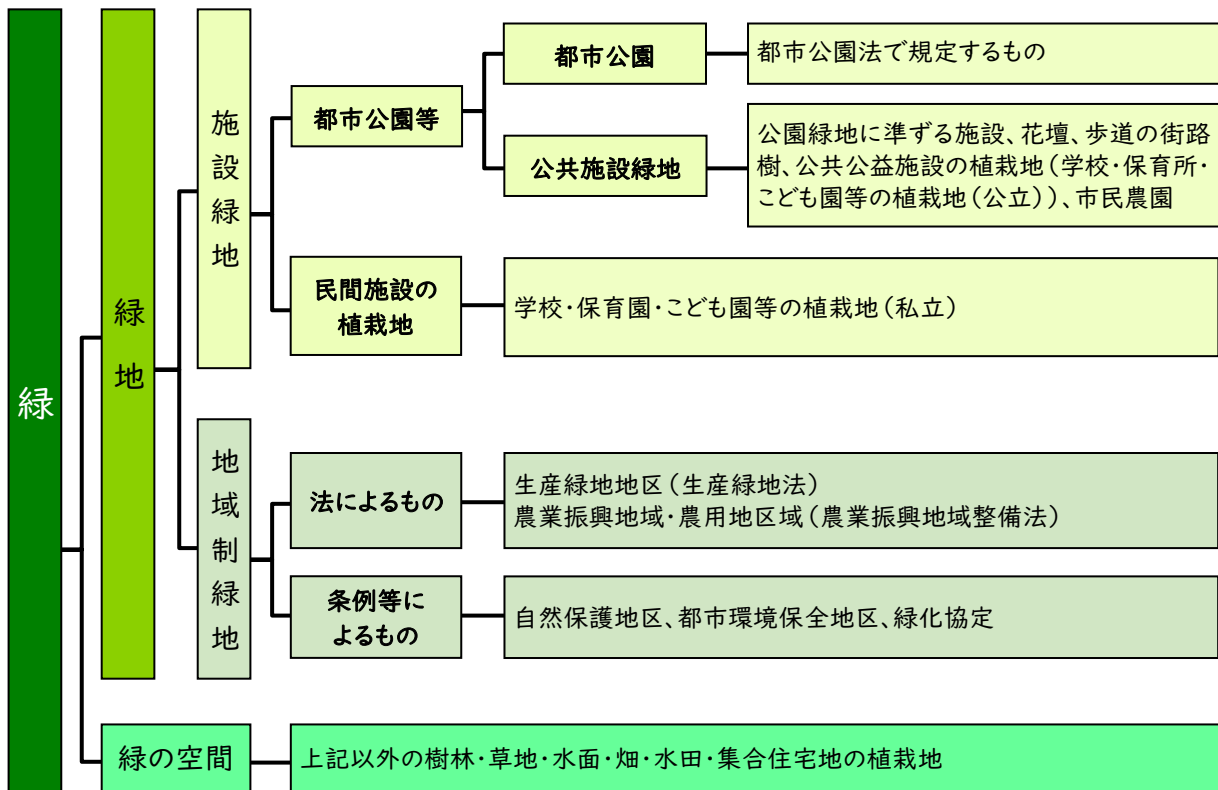 緑
緑地
施設緑地
都市公園等
都市公園
都市公園法で規定するもの
公共施設緑地
公園緑地に準ずる施設、花壇、歩道の街路
樹、公共公益施設の植栽地(学校・保育所・
こども園等の植栽地(公立))、市民農園
民間施設の
植栽地
学校・保育園・こども園等の植栽地(私立)
地域制緑地
法によるもの
生産緑地地区(生産緑地法)
農業振興地域・農用地区域(農業振興地域整備法)
条例等に
よるもの
自然保護地区、都市環境保全地区、緑化協定
緑の空間
上記以外の樹林・草地・水面・畑・水田・集合住宅地の植栽地